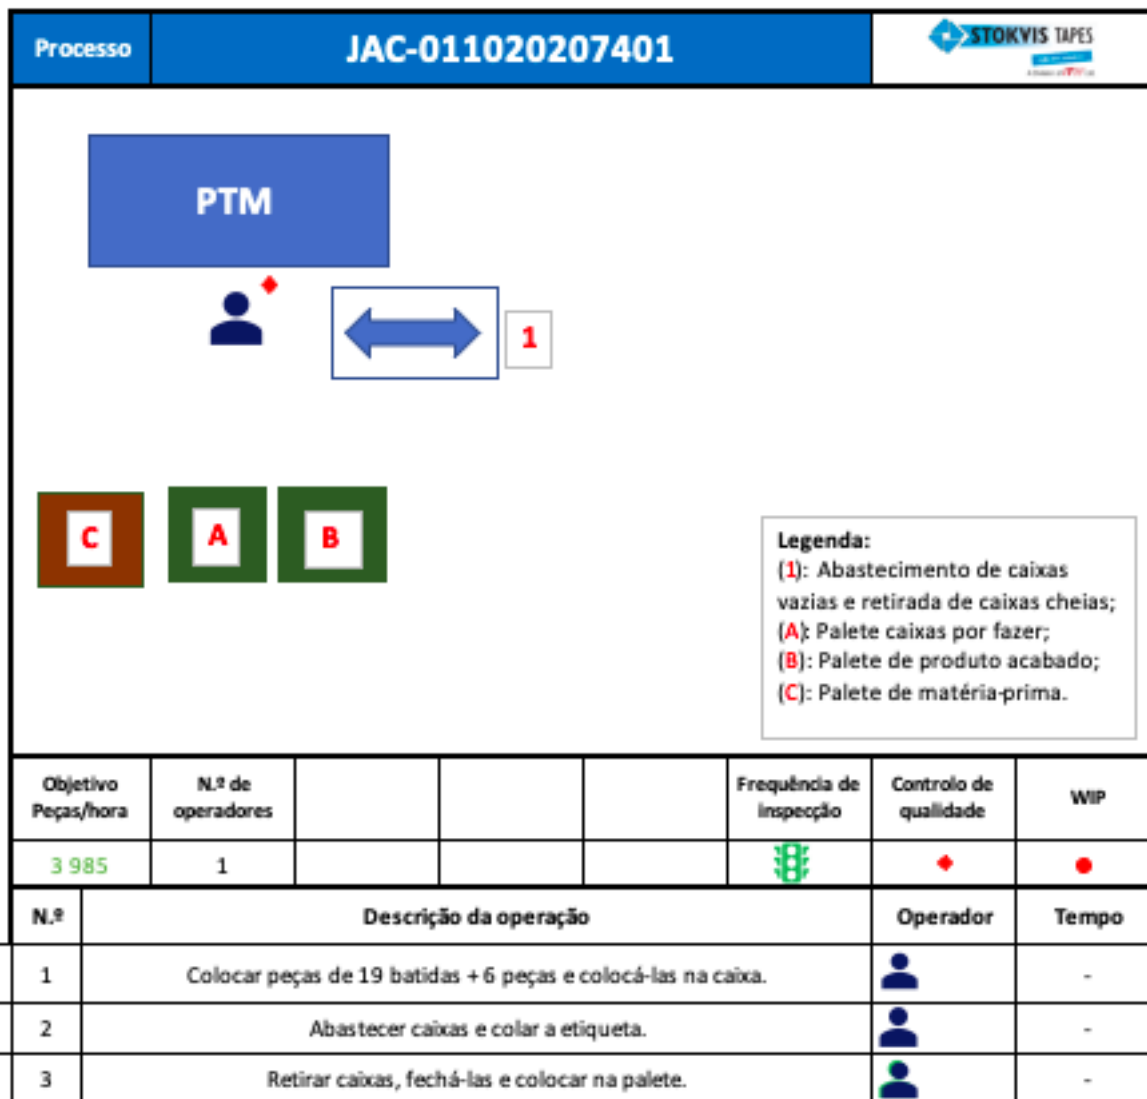 Processo
JAC-011020207401
STOKVIS TAPES
PTM
1
C
A
B
Legenda:
(1): Abastecimento de caixas
vazias e retirada de caixas cheias;
(A): Palete caixas por fazer;
(B): Palete de produto acabado;
(C): Palete de matéria-prima.
Objetivo
Peças/hora
N.º de
operadores
Frequência de
inspecção
Controlo de
qualidade
WIP
3 985
1
N.º
Descrição da operação
Operador
Tempo
1
Colocar peças de 19 batidas + 6 peças e colocá-las na caixa.
-
2
Abastecer caixas e colar a etiqueta.
-
3
Retirar caixas, fechá-las e colocar na palete.
-